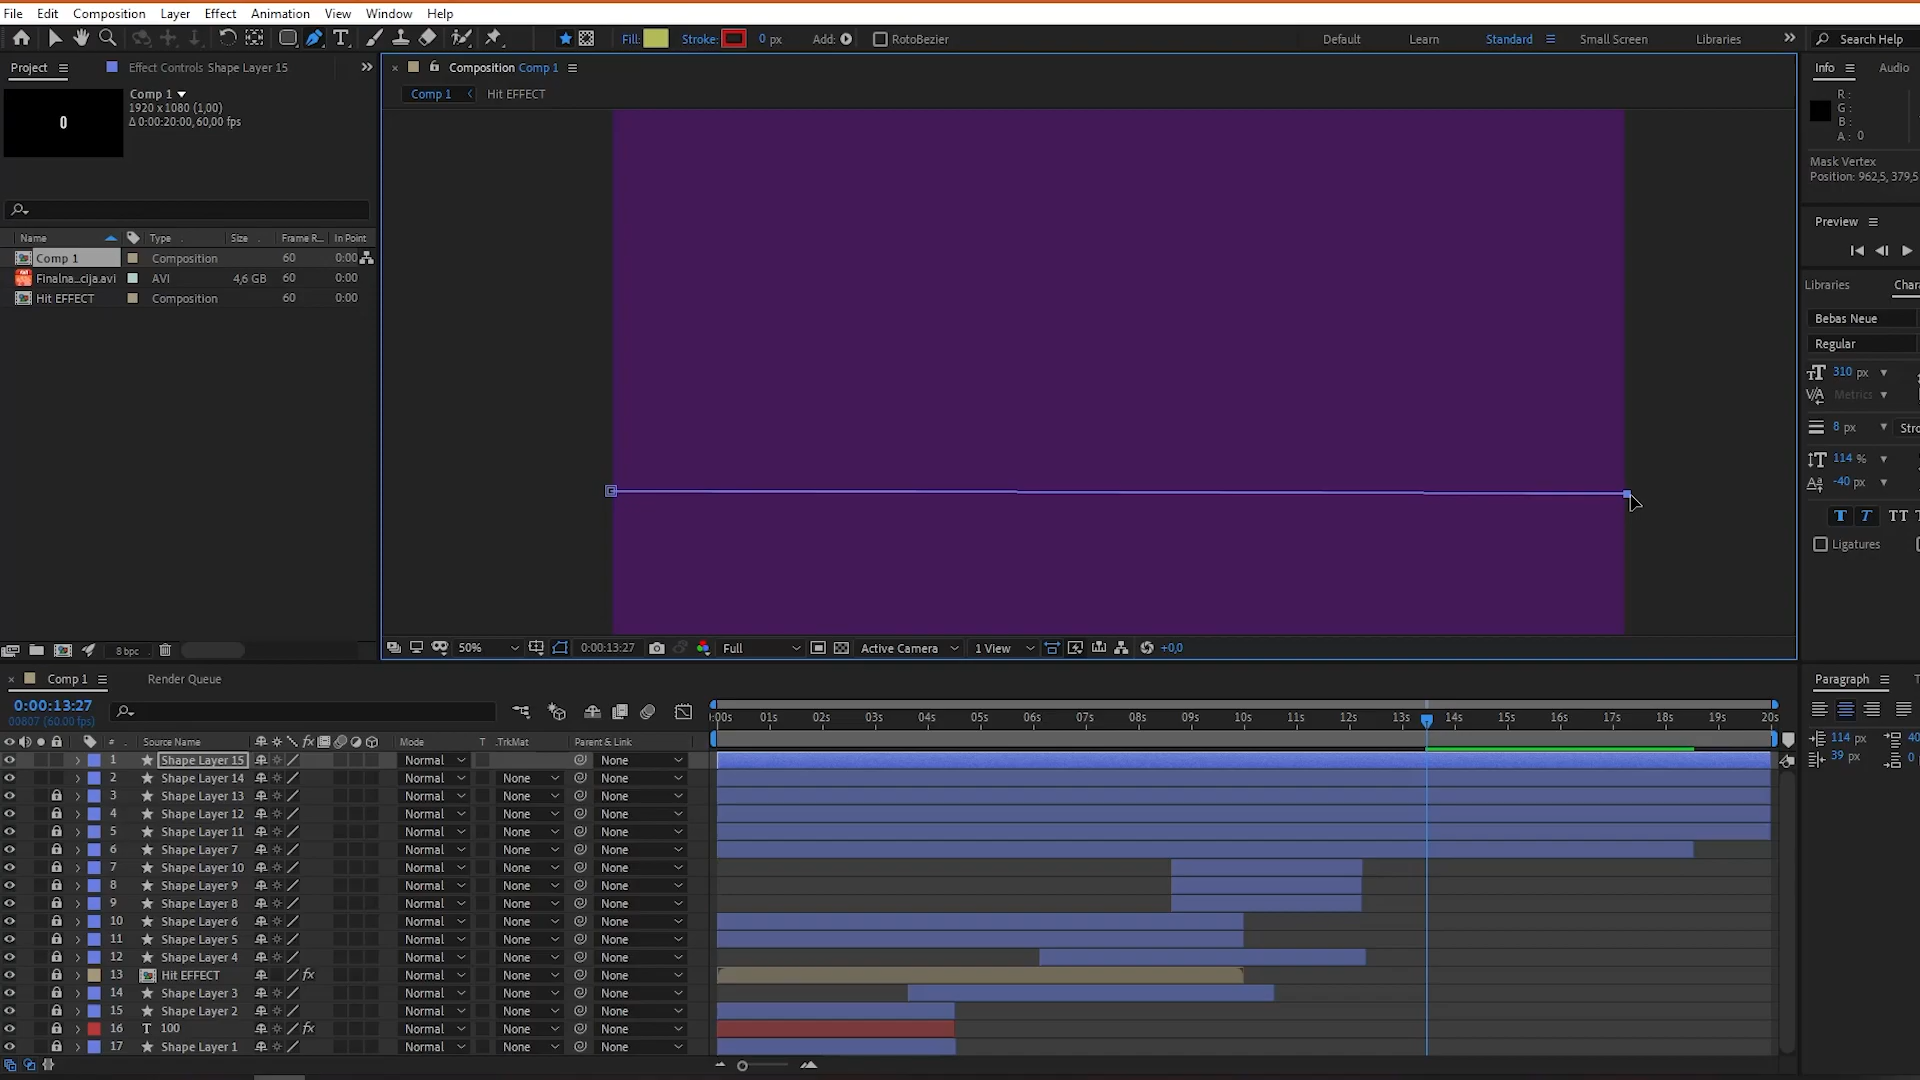 File Edit Composition Layer Effect Animation View Window Help
Fill: Stroke: 0 px Add: RotoBezier Default Learn Standard Small Screen Libraries Search Help
Project Effect Controls Shape Layer 15
Composition Comp 1
Info Audio
Comp 1
1920 x 1080 (1,00)
Δ 0:00:20:00, 60,00 fps
0
Comp 1 Hit EFFECT
R :
G :
B :
A : 0
Mask Vertex
Position: 962,5, 379,5
Preview
Name Type Size Frame R... In Point
Comp 1 Composition 60 0:00
Finalna...cija.avi AVI 4,6 GB 60 0:00
Hit EFFECT Composition 60 0:00
Libraries Chara
Bebas Neue
Regular
310 px
Metrics
8 px Stro
114 %
-40 px
T T TT T
Ligatures
8 bpc
50% 0:00:13:27 Full Active Camera 1 View +0,0
Comp 1 Render Queue
Paragraph
0:00:13:27
00807 (60.00 fps)
:00s 01s 02s 03s 04s 05s 06s 07s 08s 09s 10s 11s 12s 13s 14s 15s 16s 17s 18s 19s 20s
114 px 40
39 px 0
# Source Name fx Mode T .TrkMat Parent & Link
1 Shape Layer 15 Normal None
2 Shape Layer 14 Normal None None
3 Shape Layer 13 Normal None None
4 Shape Layer 12 Normal None None
5 Shape Layer 11 Normal None None
6 Shape Layer 7 Normal None None
7 Shape Layer 10 Normal None None
8 Shape Layer 9 Normal None None
9 Shape Layer 8 Normal None None
10 Shape Layer 6 Normal None None
11 Shape Layer 5 Normal None None
12 Shape Layer 4 Normal None None
13 Hit EFFECT fx Normal None None
14 Shape Layer 3 Normal None None
15 Shape Layer 2 Normal None None
16 T 100 fx Normal None None
17 Shape Layer 1 Normal None None